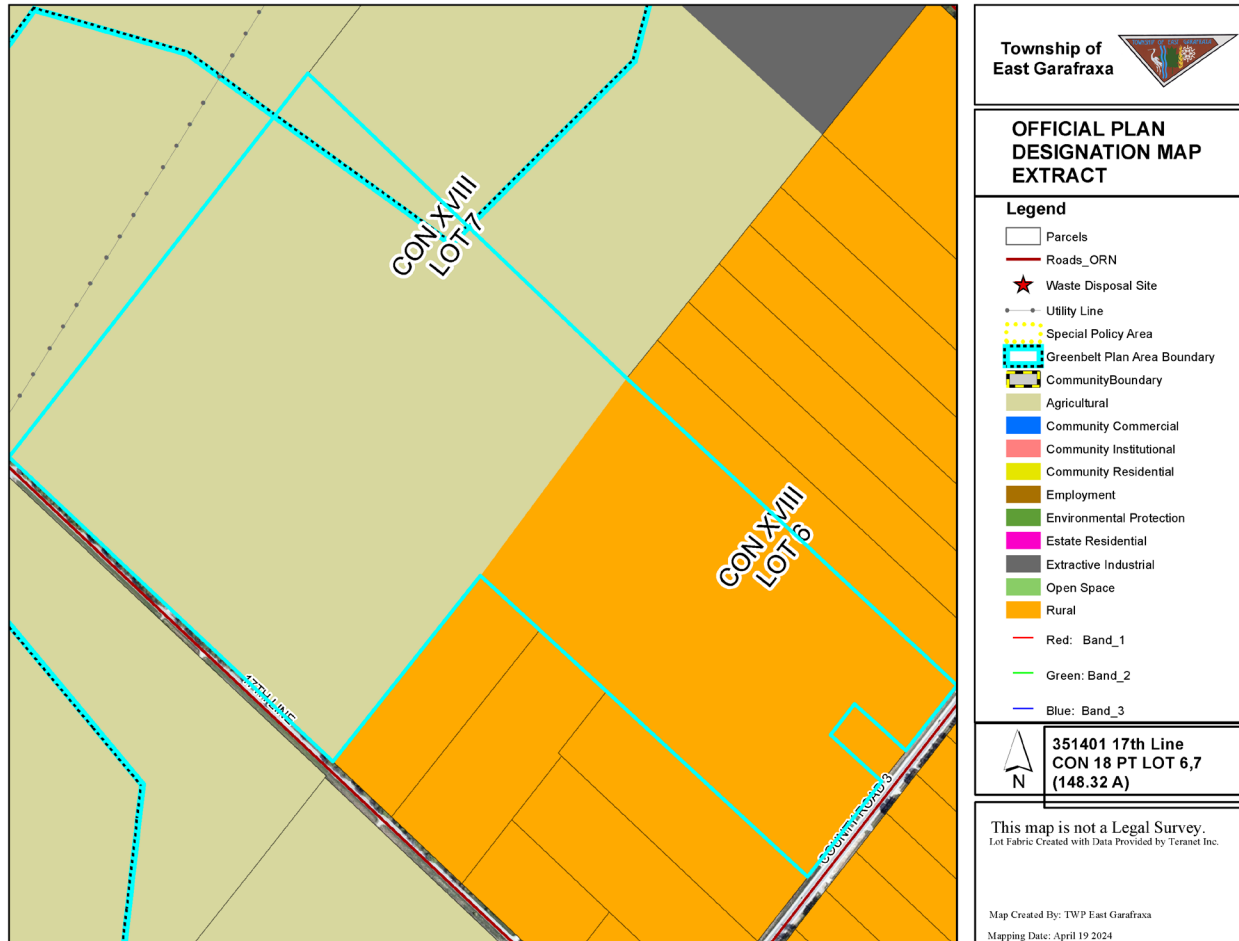 Township of
East Garafraxa
TOWNSHIP OF EAST GARAFRAXA
OFFICIAL PLAN
DESIGNATION MAP
EXTRACT
Legend
Parcels
Roads_ORN
Waste Disposal Site
Utility Line
Special Policy Area
Greenbelt Plan Area Boundary
CommunityBoundary
Agricultural
Community Commercial
Community Institutional
Community Residential
Employment
Environmental Protection
Estate Residential
Extractive Industrial
Open Space
Rural
Red: Band_1
Green: Band_2
Blue: Band_3
N
351401 17th Line
CON 18 PT LOT 6,7
(148.32 A)
This map is not a Legal Survey.
Lot Fabric Created with Data Provided by Teranet Inc.
Map Created By: TWP East Garafraxa
Mapping Date: April 19 2024
CON XVIII
LOT 7
CON XVIII
LOT 6
17TH LINE
COUNTY ROAD 3